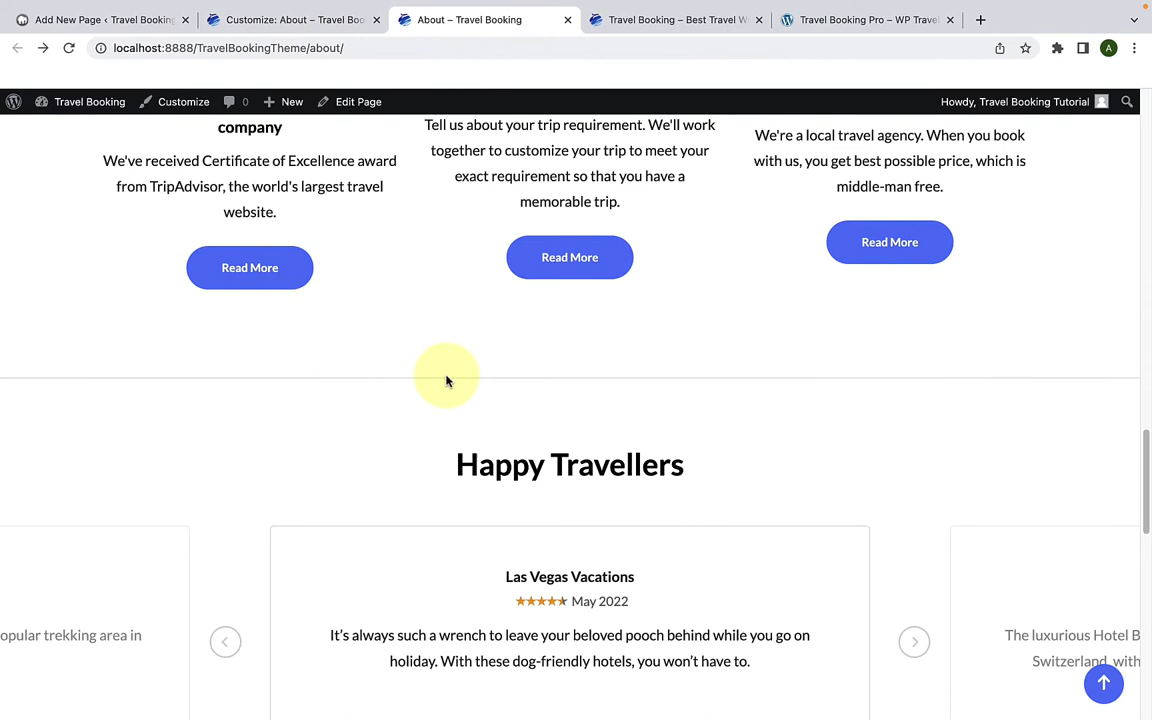 Add New Page ‹ Travel Booking
Customize: About – Travel Boo
About – Travel Booking
Travel Booking – Best Travel W
Travel Booking Pro – WP Travel
localhost:8888/TravelBookingTheme/about/
A
Travel Booking
Customize
0
New
Edit Page
Howdy, Travel Booking Tutorial
company
We've received Certificate of Excellence award
from TripAdvisor, the world's largest travel
website.
Read More
Tell us about your trip requirement. We'll work
together to customize your trip to meet your
exact requirement so that you have a
memorable trip.
Read More
We're a local travel agency. When you book
with us, you get best possible price, which is
middle-man free.
Read More
Happy Travellers
opular trekking area in
Las Vegas Vacations
May 2022
It's always such a wrench to leave your beloved pooch behind while you go on
holiday. With these dog-friendly hotels, you won't have to.
The luxurious Hotel B
Switzerland, with